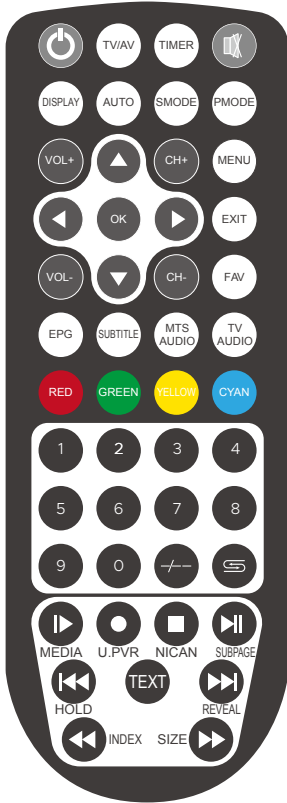 TV/AV TIMER
DISPLAY AUTO SMODE PMODE
VOL+ CH+ MENU
OK EXIT
VOL- CH- FAV
EPG SUBTITLE MTS AUDIO TV AUDIO
RED GREEN YELLOW CYAN
1 2 3 4
5 6 7 8
9 0 -/--
MEDIA U.PVR NICAN SUBPAGE
TEXT
HOLD REVEAL
INDEX SIZE